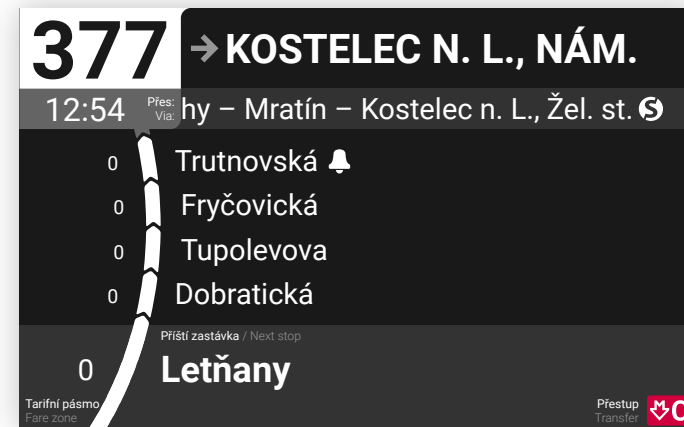 377 → KOSTELEC N. L., NÁM.
12:54 Přes: Via: hy – Mratín – Kostelec n. L., Žel. st. S
0 Trutnovská
0 Fryčovická
0 Tupolevova
0 Dobratická
Příští zastávka / Next stop
0 Letňany
Tarifní pásmo Přestup
Fare zone Transfer C